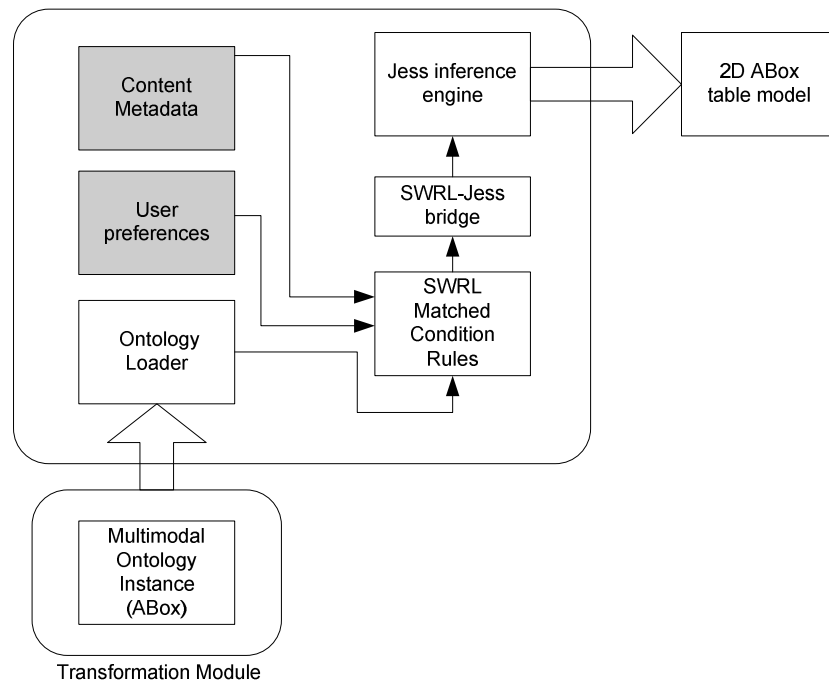 Content
Metadata
Jess inference
engine
2D ABox
table model
User
preferences
SWRL-Jess
bridge
Ontology
Loader
SWRL
Matched
Condition
Rules
Multimodal
Ontology
Instance
(ABox)
Transformation Module